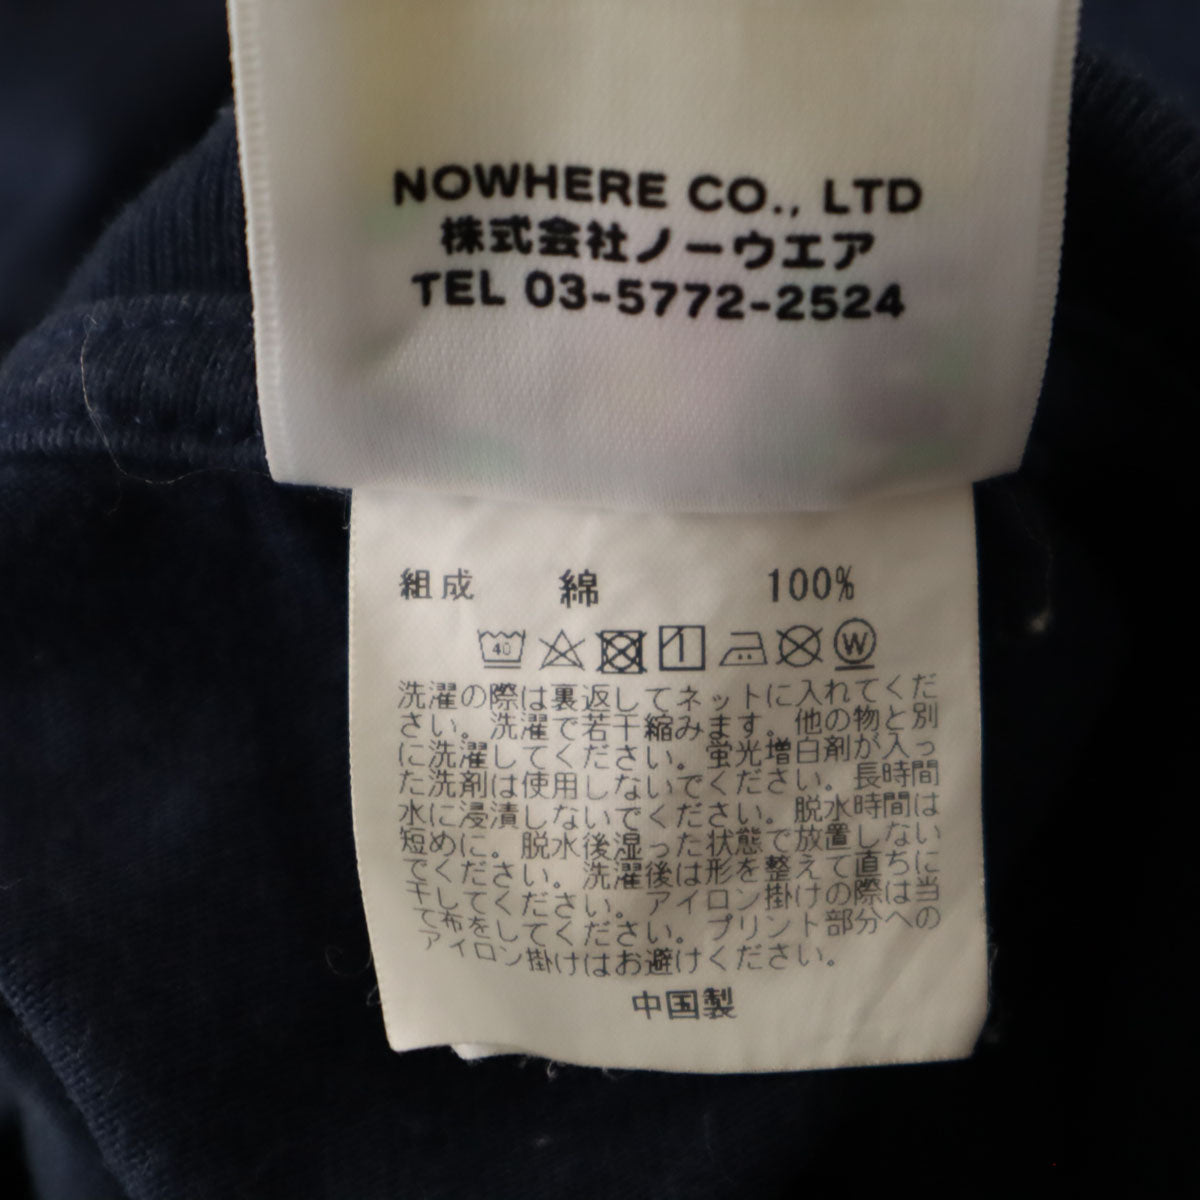 NOWHERE CO., LTD
株式会社ノーウエア
TEL 03-5772-2524
組成 綿 100%
40 W
洗濯の際は裏返してネットに入れてくだ
さい。洗濯で若干縮みます。他の物と別
に洗濯してください。蛍光増白剤が入っ
た洗剤は使用しないでください。長時間
水に浸漬しないでください。脱水時間は
短めに。脱水後湿った状態で放置しない
でください。洗濯後は形を整えて直ちに
干してください。アイロン掛けの際は当
て布をしてください。プリント部分への
アイロン掛けはお避けください。
中国製